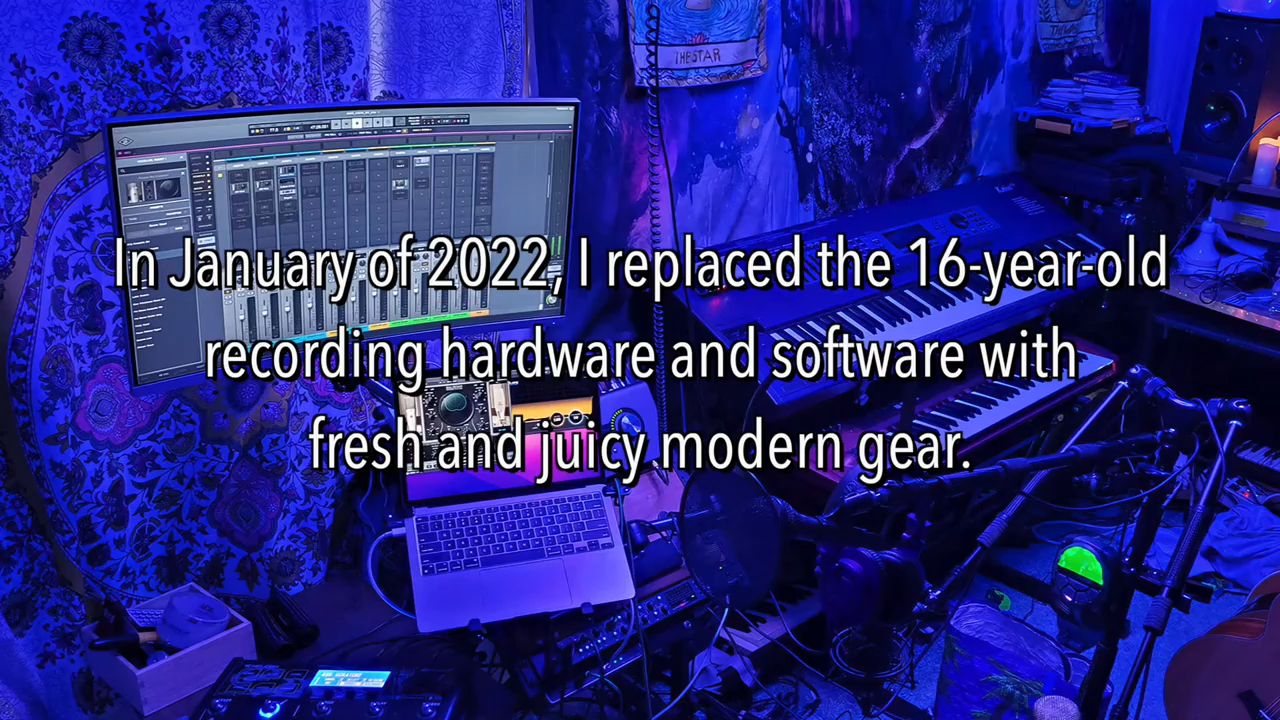 THE STAR
In January of 2022, I replaced the 16-year-old
recording hardware and software with
fresh and juicy modern gear.